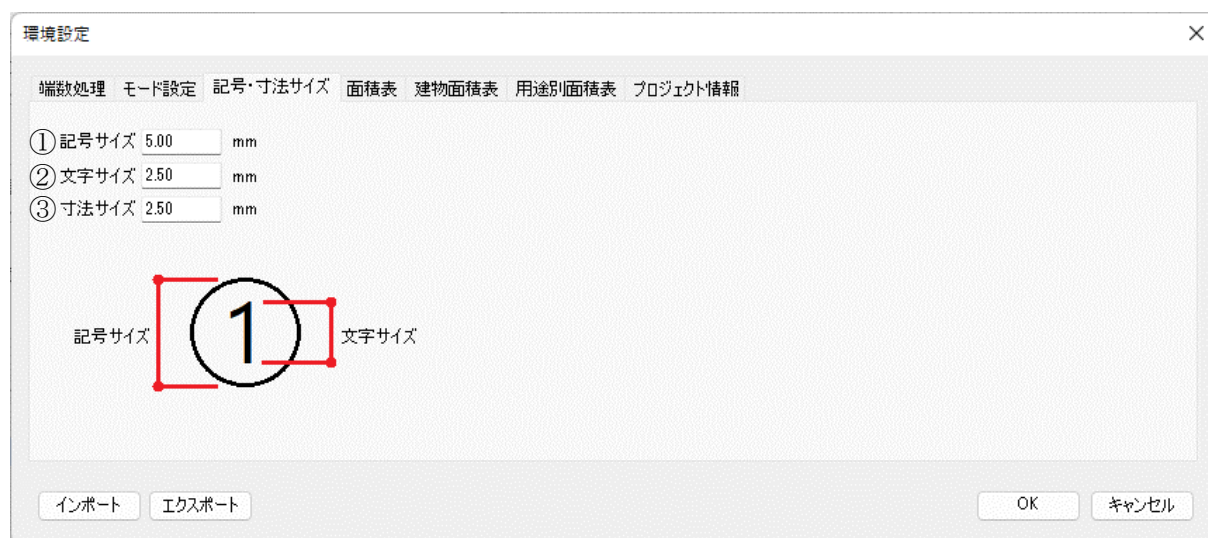 環境設定
端数処理 モード設定 記号・寸法サイズ 面積表 建物面積表 用途別面積表 プロジェクト情報
①記号サイズ 5.00 mm
②文字サイズ 2.50 mm
③寸法サイズ 2.50 mm
1
記号サイズ 文字サイズ
インポート エクスポート OK キャンセル